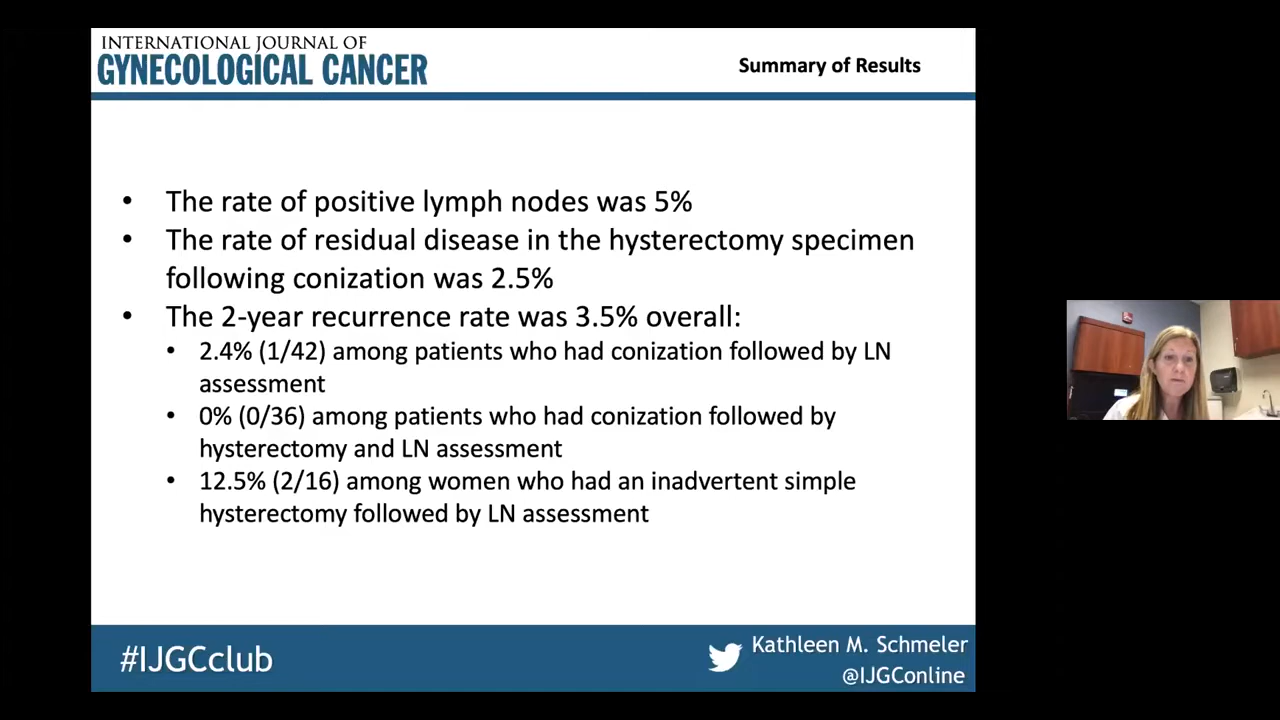 INTERNATIONAL JOURNAL OF
GYNECOLOGICAL CANCER
Summary of Results
• The rate of positive lymph nodes was 5%
• The rate of residual disease in the hysterectomy specimen
following conization was 2.5%
• The 2-year recurrence rate was 3.5% overall:
• 2.4% (1/42) among patients who had conization followed by LN
assessment
• 0% (0/36) among patients who had conization followed by
hysterectomy and LN assessment
• 12.5% (2/16) among women who had an inadvertent simple
hysterectomy followed by LN assessment
#IJGCclub
Kathleen M. Schmeler
@IJGConline